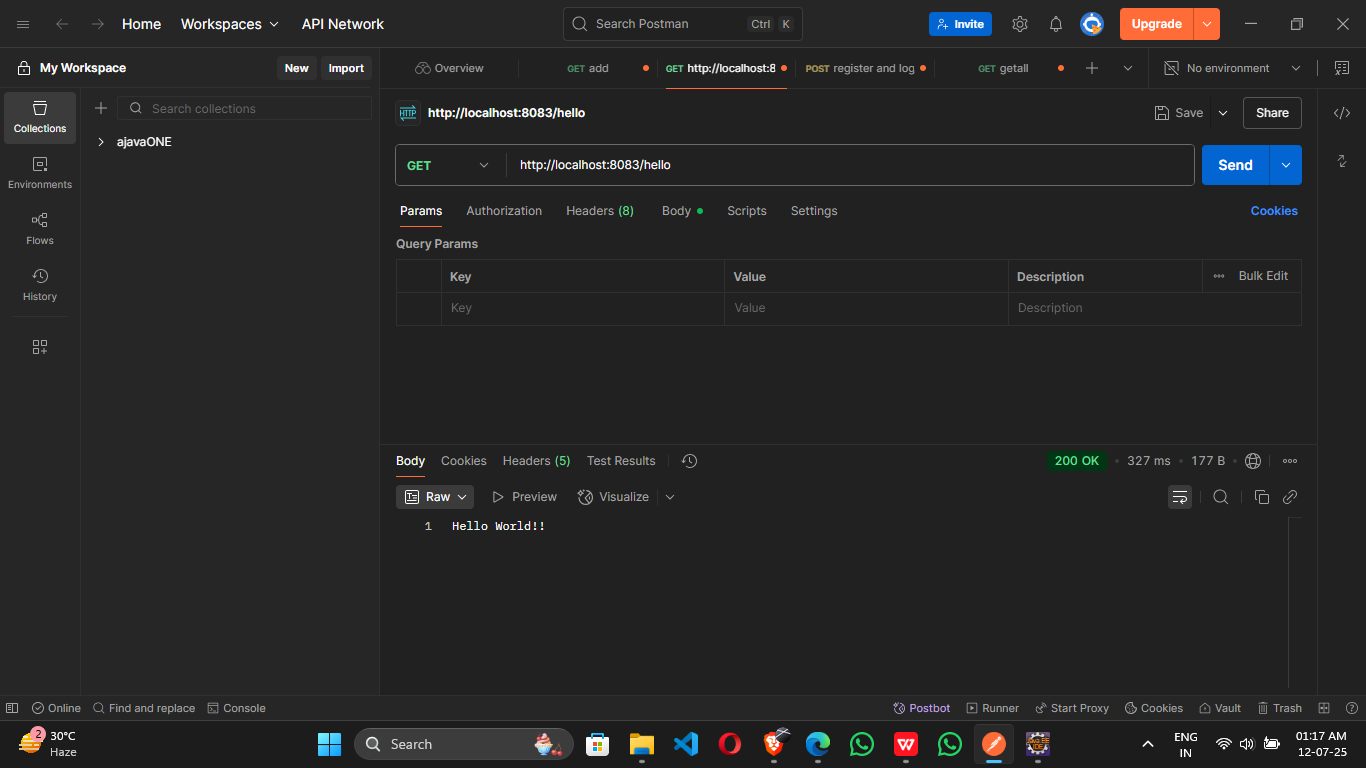 Home Workspaces API Network Search Postman Ctrl K Invite Upgrade
My Workspace New Import Overview GET add GET http://localhost:8 POST register and log GET getall No environment
Collections
Environments
Flows
History
Search collections
ajavaONE
HTTP http://localhost:8083/hello Save Share
GET http://localhost:8083/hello Send
Params Authorization Headers (8) Body Scripts Settings Cookies
Query Params
Key Value Description Bulk Edit
Key Value Description
Body Cookies Headers (5) Test Results 200 OK 327 ms 177 B
Raw Preview Visualize
1 Hello World!!
Online Find and replace Console Postbot Runner Start Proxy Cookies Vault Trash
2 30°C
Haze
Search
ENG
IN
01:17 AM
12-07-25